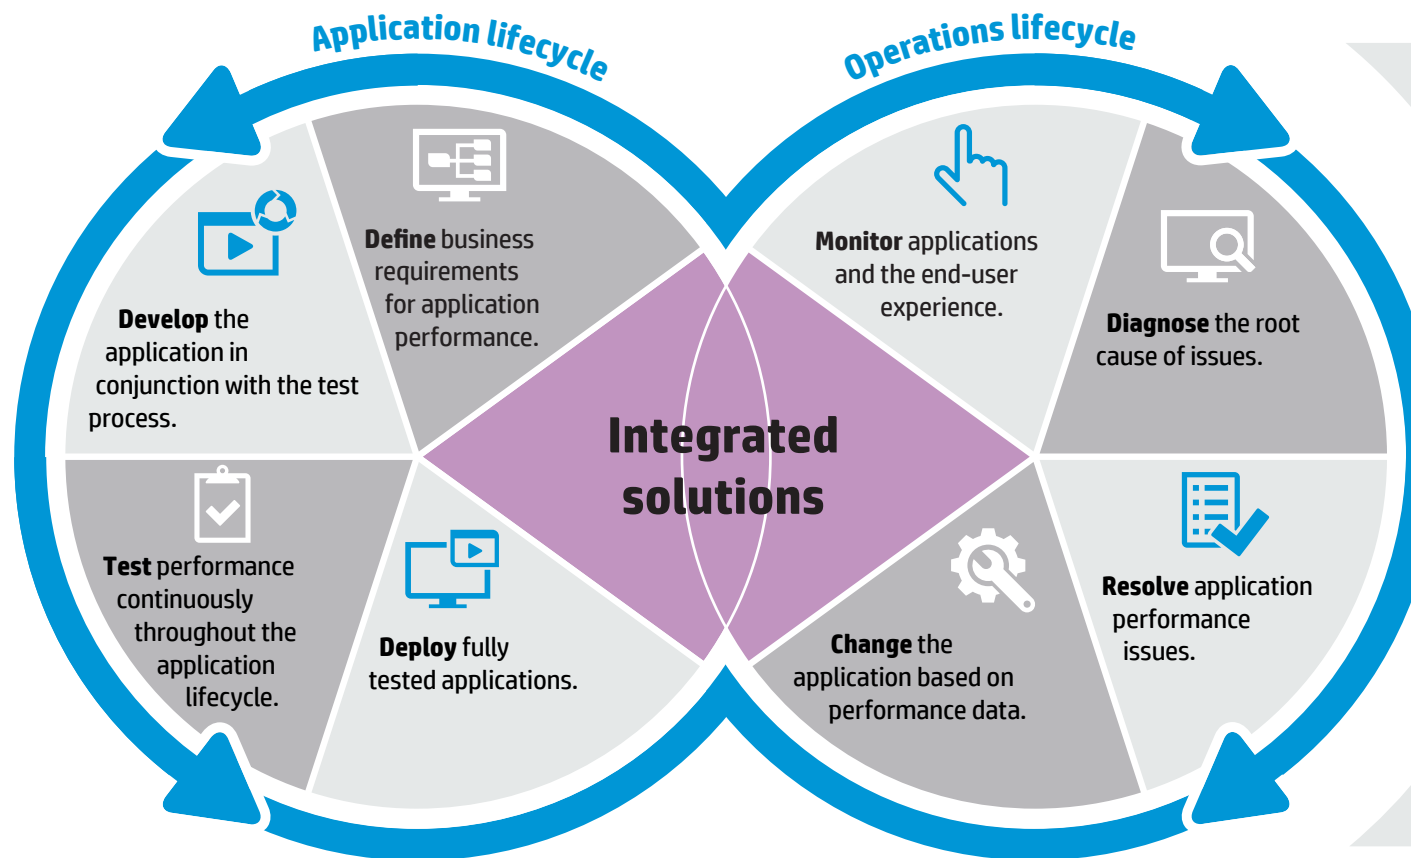 Application lifecycle
Operations lifecycle
Define business
requirements
for application
performance.
Develop the
application in
conjunction with the test
process.
Test performance
continuously
throughout the
application
lifecycle.
Deploy fully
tested applications.
Integrated
solutions
Monitor applications
and the end-user
experience.
Diagnose the root
cause of issues.
Resolve application
performance
issues.
Change the
application based on
performance data.